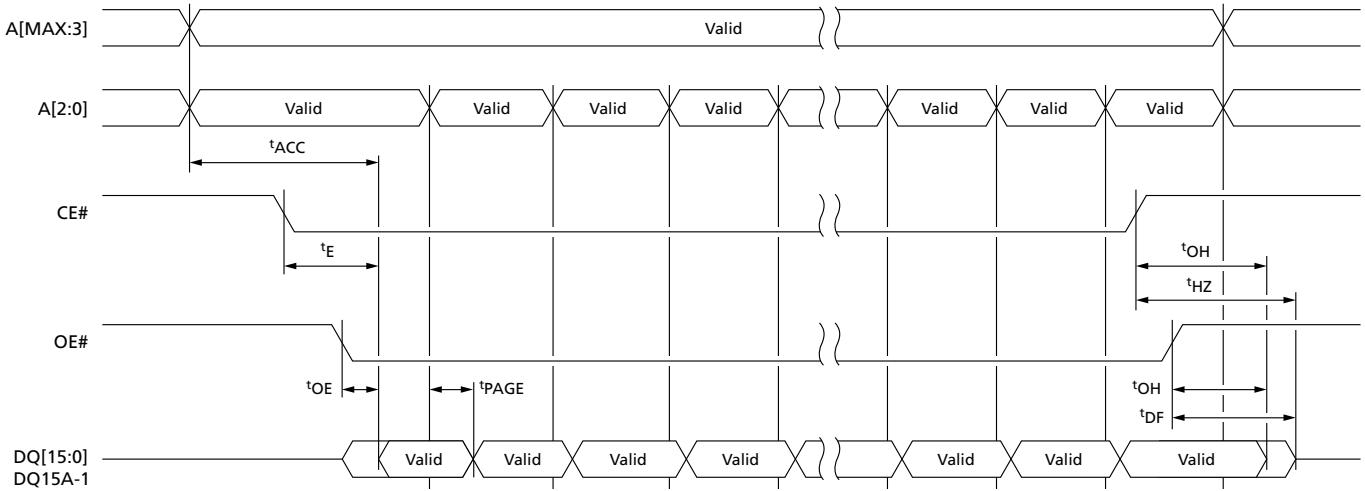 A[MAX:3] Valid
A[2:0] Valid Valid Valid Valid Valid Valid Valid
tACC
CE#
tE tOH
tHZ
OE#
tOE tPAGE tOH
tDF
DQ[15:0] Valid Valid Valid Valid Valid Valid Valid
DQ15A-1